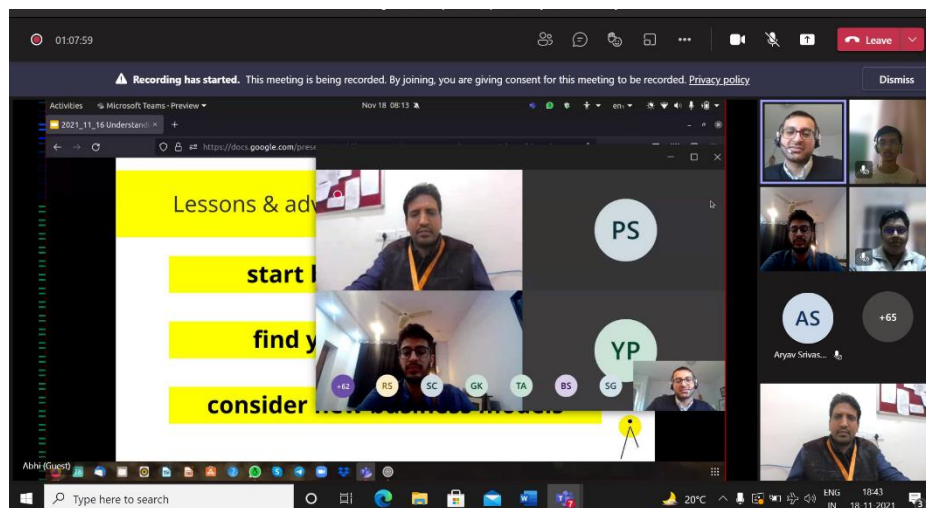 01:07:59
Leave
Recording has started. This meeting is being recorded. By joining, you are giving consent for this meeting to be recorded. Privacy policy
Dismiss
Activities Microsoft Teams - Preview Nov 18 08:13 en
2021_11_16 Understandi
https://docs.google.com/prese
Lessons & adv
start
find y
consider new business models
PS
YP
+62 RS SC GK TA BS SG
AS
+65
Aryav Srivas...
Abhi (Guest)
Type here to search
20°C
ENG
IN
18:43
18-11-2021
3